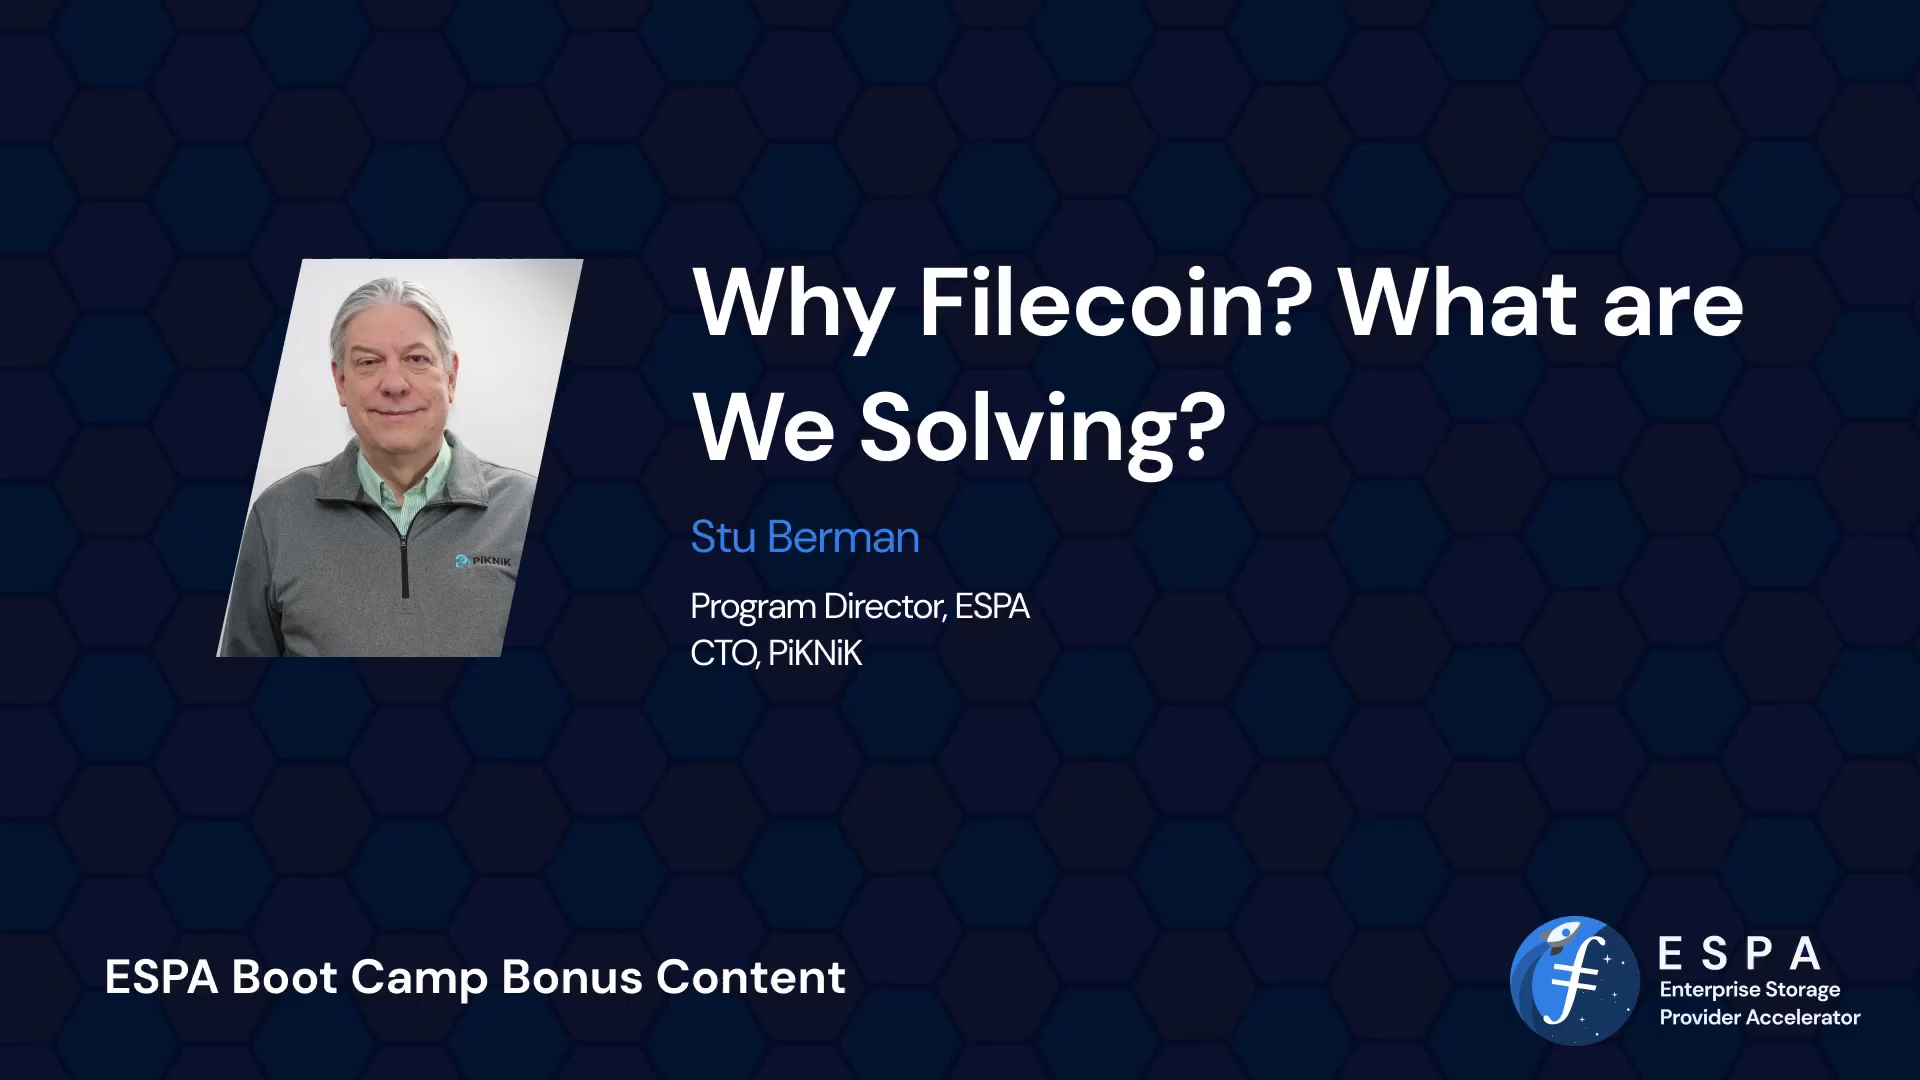 Why Filecoin? What are
We Solving?
Stu Berman
Program Director, ESPA
CTO, PiKNiK
PiKNiK
ESPA Boot Camp Bonus Content
ESPA
Enterprise Storage
Provider Accelerator